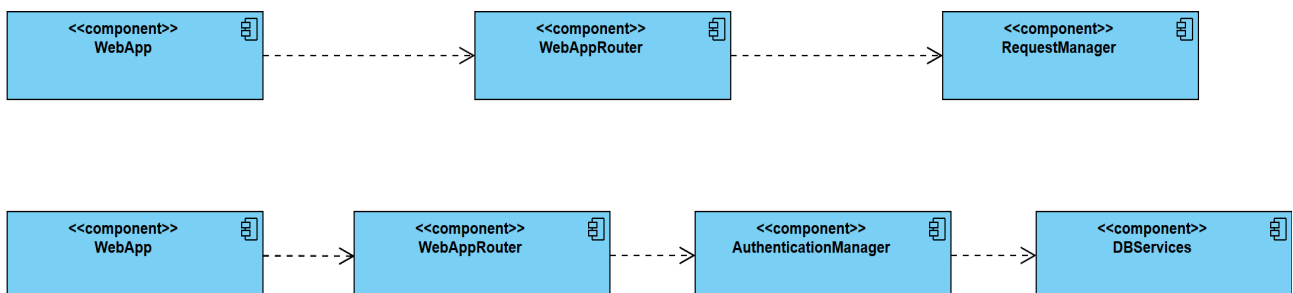 <<component>>
WebApp
<<component>>
WebAppRouter
<<component>>
RequestManager
<<component>>
WebApp
<<component>>
WebAppRouter
<<component>>
AuthenticationManager
<<component>>
DBServices